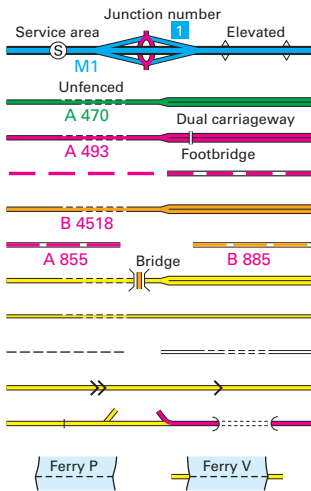 Junction number
Service area
1
Elevated
S
M1
Unfenced
A 470
Dual carriageway
A 493
Footbridge
B 4518
A 855
Bridge
B 885
Ferry P
Ferry V